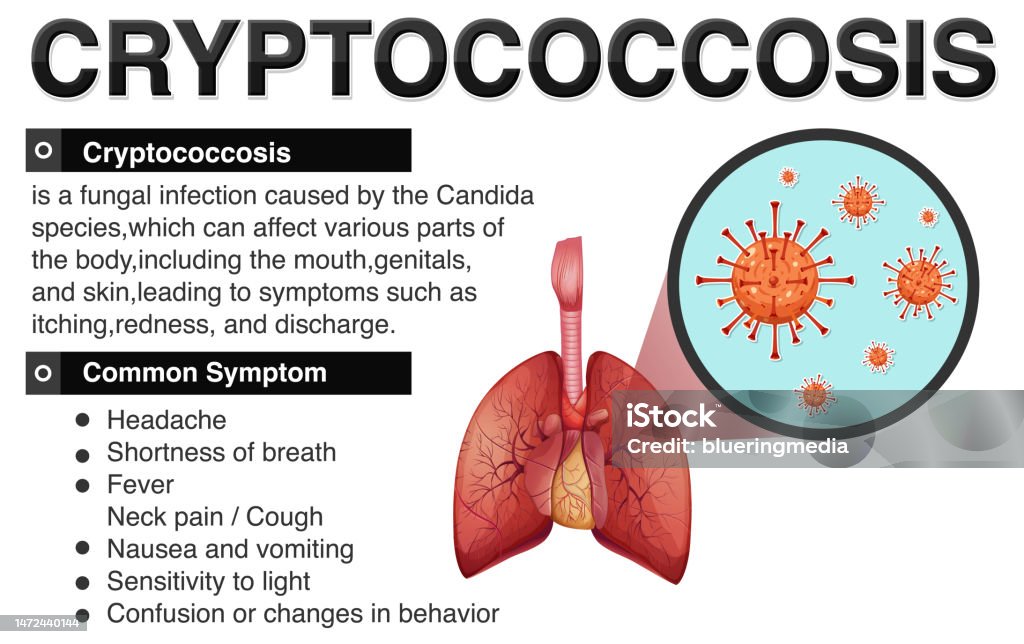 CRYPTOCOCCOSIS
Cryptococcosis
is a fungal infection caused by the Candida
species,which can affect various parts of
the body,including the mouth,genitals,
and skin,leading to symptoms such as
itching,redness, and discharge.
Common Symptom
Headache
Shortness of breath
Fever
Neck pain / Cough
Nausea and vomiting
Sensitivity to light
Confusion or changes in behavior
iStock™
Credit: blueringmedia
1472440144